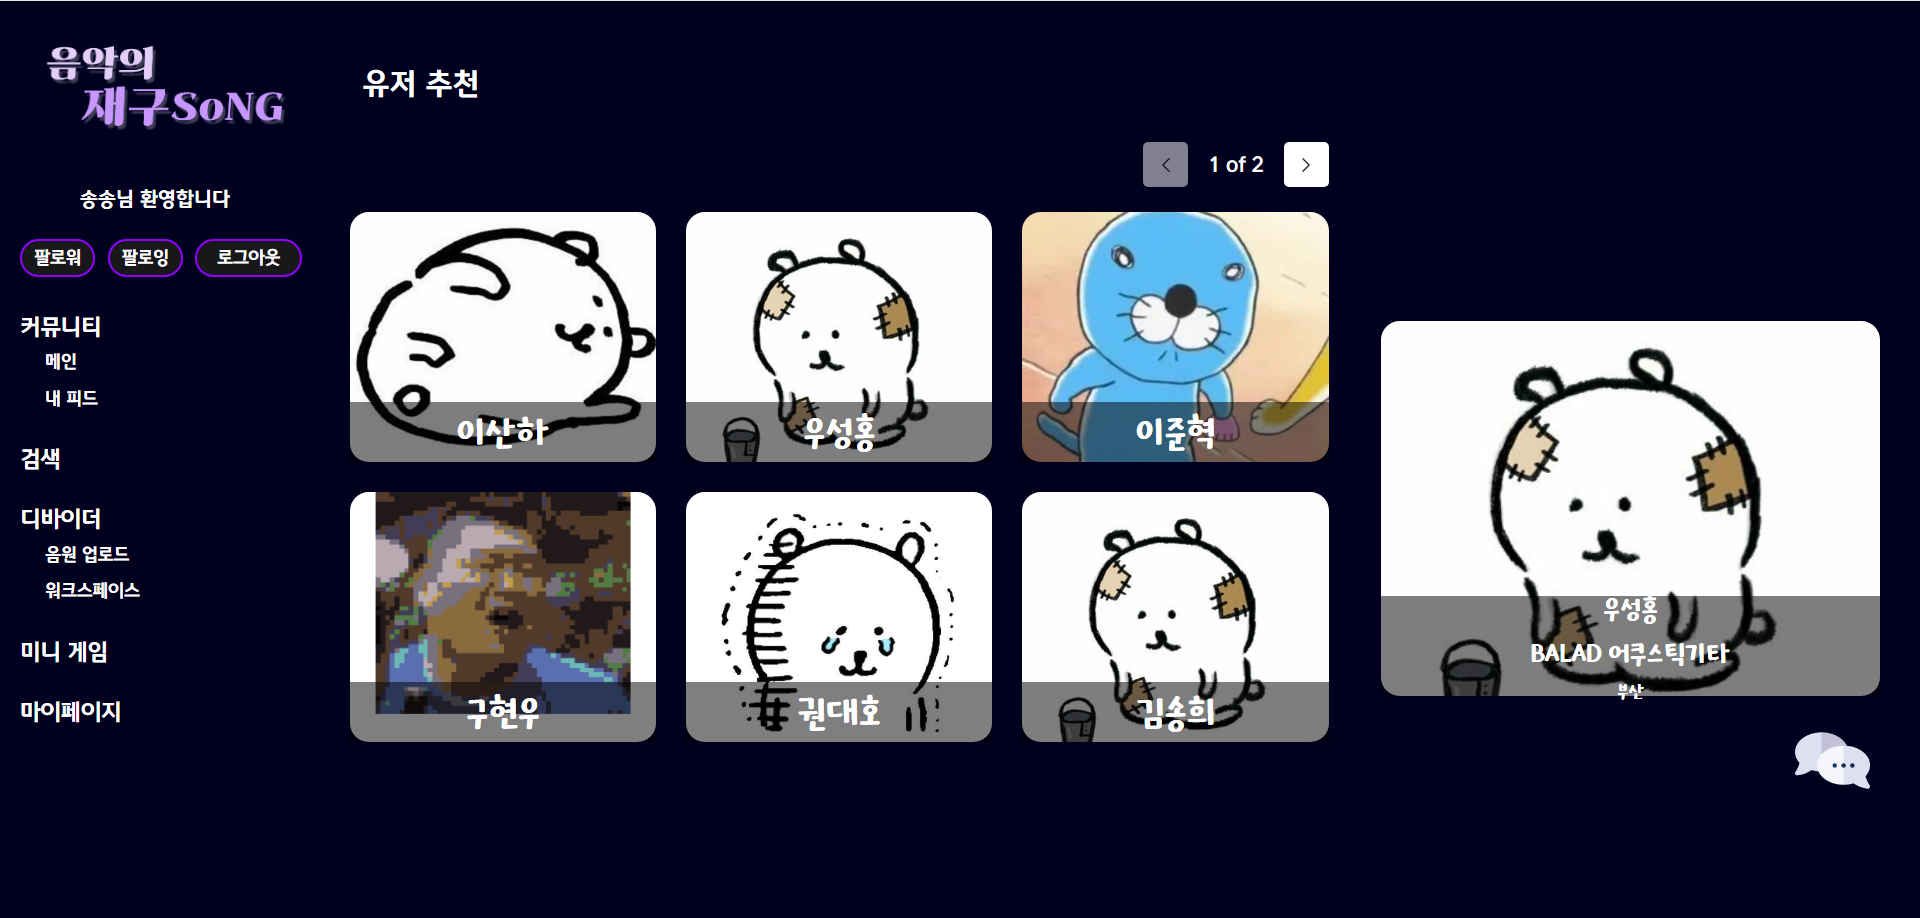 음악의
재구SoNG
송송님 환영합니다
팔로워 팔로잉 로그아웃
커뮤니티
메인
내 피드
검색
디바이더
음원 업로드
워크스페이스
미니 게임
마이페이지
유저 추천
1 of 2
이산하
우성홍
이준혁
구현우
권대호
김송희
우성홍
BALAD 어쿠스틱기타
부산